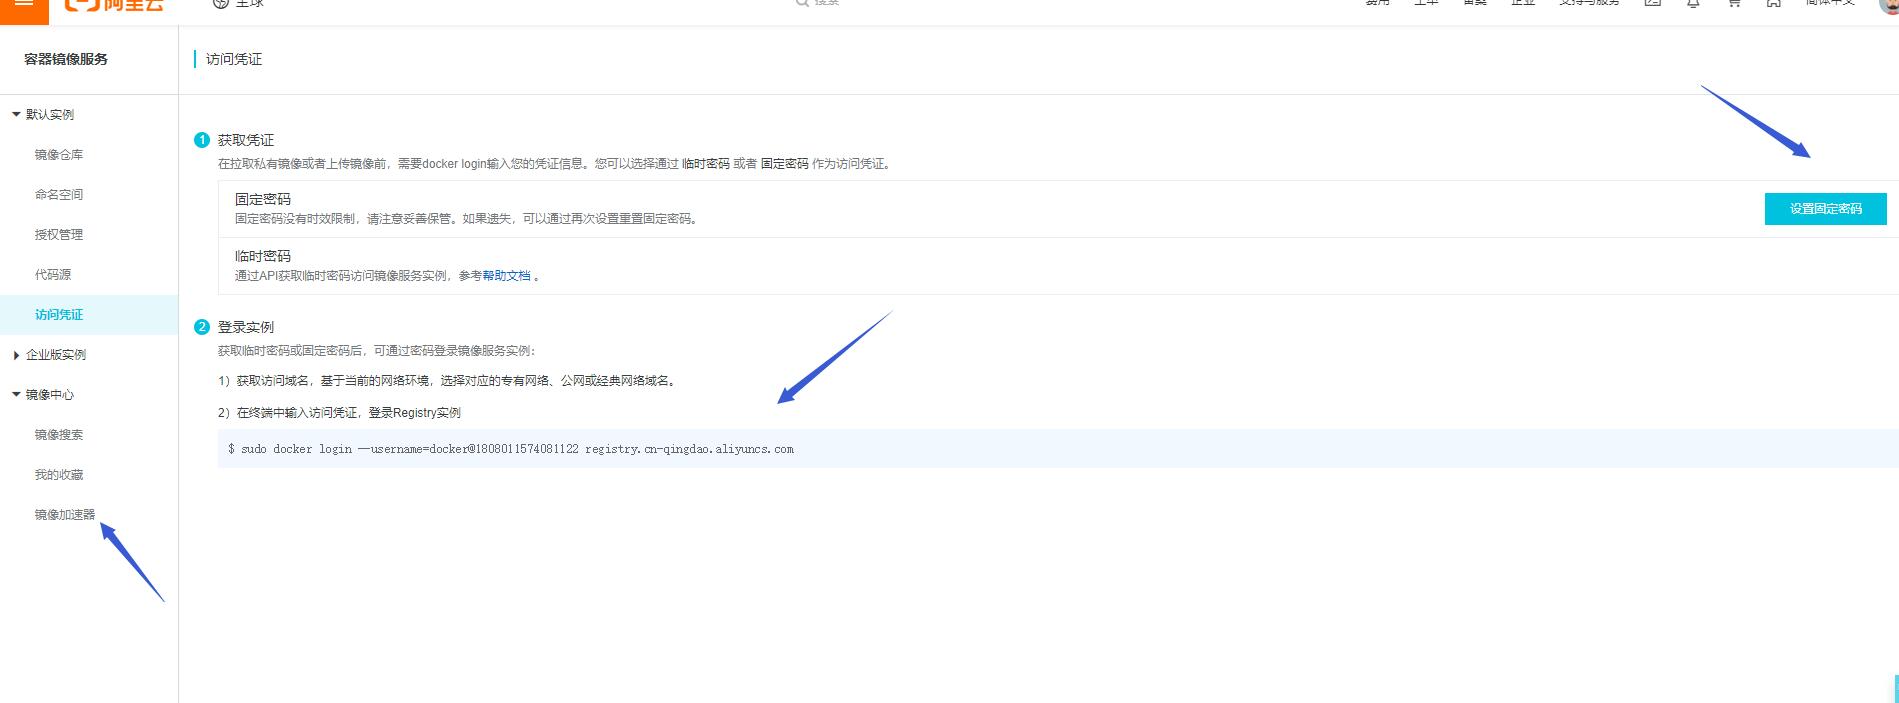 阿里云
全球
搜索
费用 工单 备案 企业 支持与服务 简体中文
容器镜像服务
访问凭证
默认实例
镜像仓库
命名空间
授权管理
代码源
访问凭证
企业版实例
镜像中心
镜像搜索
我的收藏
镜像加速器
1 获取凭证
在拉取私有镜像或者上传镜像前，需要docker login输入您的凭证信息。您可以选择通过 临时密码 或者 固定密码 作为访问凭证。
固定密码
固定密码没有时效限制，请注意妥善保管。如果遗失，可以通过再次设置重置固定密码。
设置固定密码
临时密码
通过API获取临时密码访问镜像服务实例，参考帮助文档 。
2 登录实例
获取临时密码或固定密码后，可通过密码登录镜像服务实例：
1）获取访问域名，基于当前的网络环境，选择对应的专有网络、公网或经典网络域名。
2）在终端中输入访问凭证，登录Registry实例
$ sudo docker login --username=docker@1808011574081122 registry.cn-qingdao.aliyuncs.com